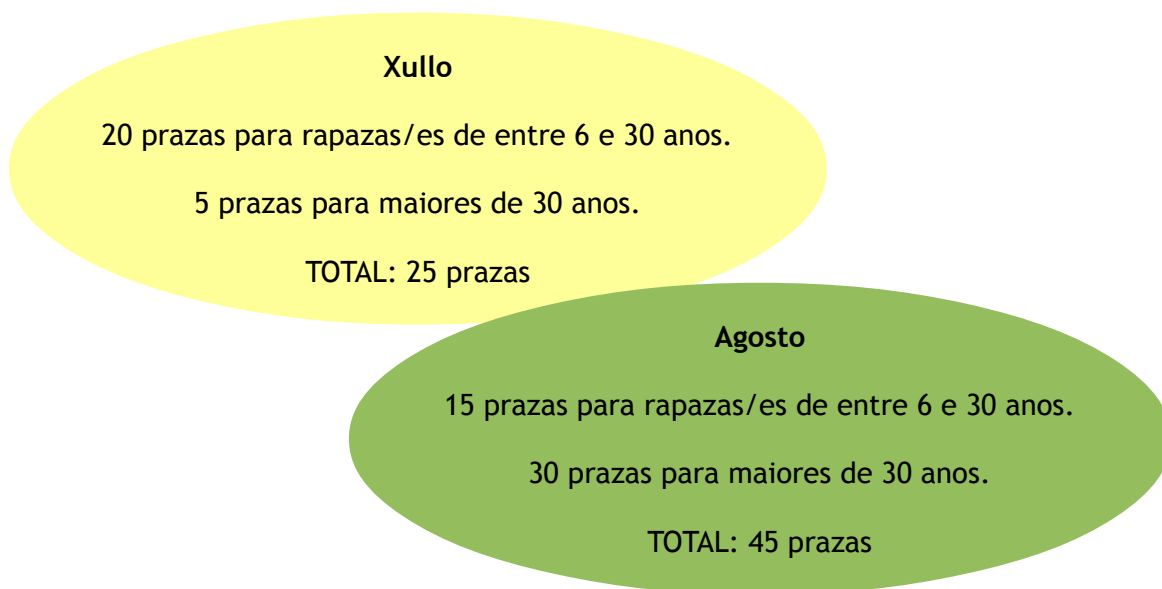 Xullo
20 prazas para rapazas/es de entre 6 e 30 anos.
5 prazas para maiores de 30 anos.
TOTAL: 25 prazas
Agosto
15 prazas para rapazas/es de entre 6 e 30 anos.
30 prazas para maiores de 30 anos.
TOTAL: 45 prazas